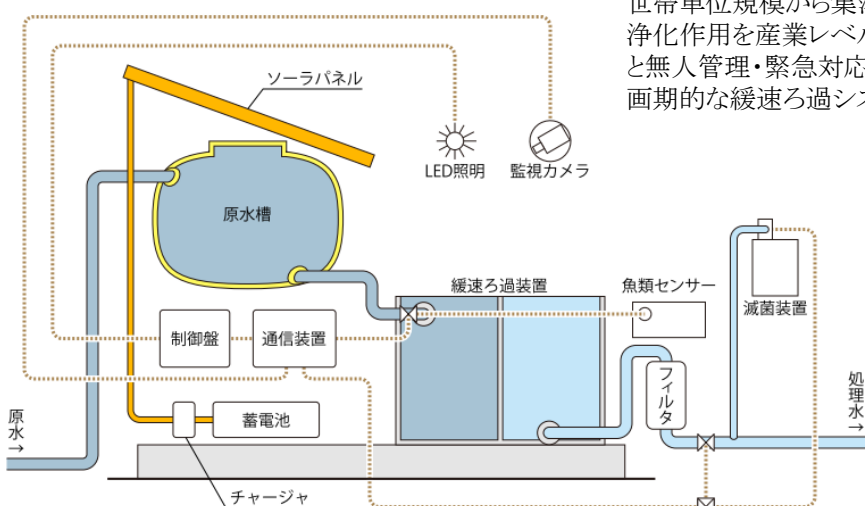 世帯単位規模から集
浄化作用を産業レベル
と無人管理・緊急対応
画期的な緩速ろ過シス
ソーラパネル
LED照明
監視カメラ
原水槽
緩速ろ過装置
魚類センサー
滅菌装置
制御盤
通信装置
フィルタ
処理水→
原水→
蓄電池
チャージャ